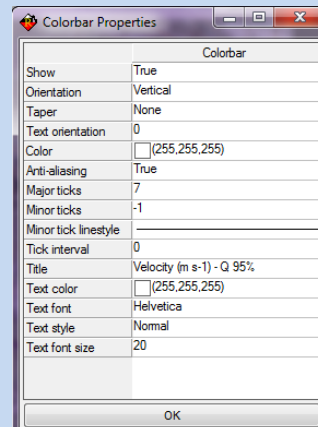 Colorbar Properties
Colorbar
Show True
Orientation Vertical
Taper None
Text orientation 0
Color (255,255,255)
Anti-aliasing True
Major ticks 7
Minor ticks -1
Minor tick linestyle
Tick interval 0
Title Velocity (m s-1) - Q 95%
Text color (255,255,255)
Text font Helvetica
Text style Normal
Text font size 20
OK